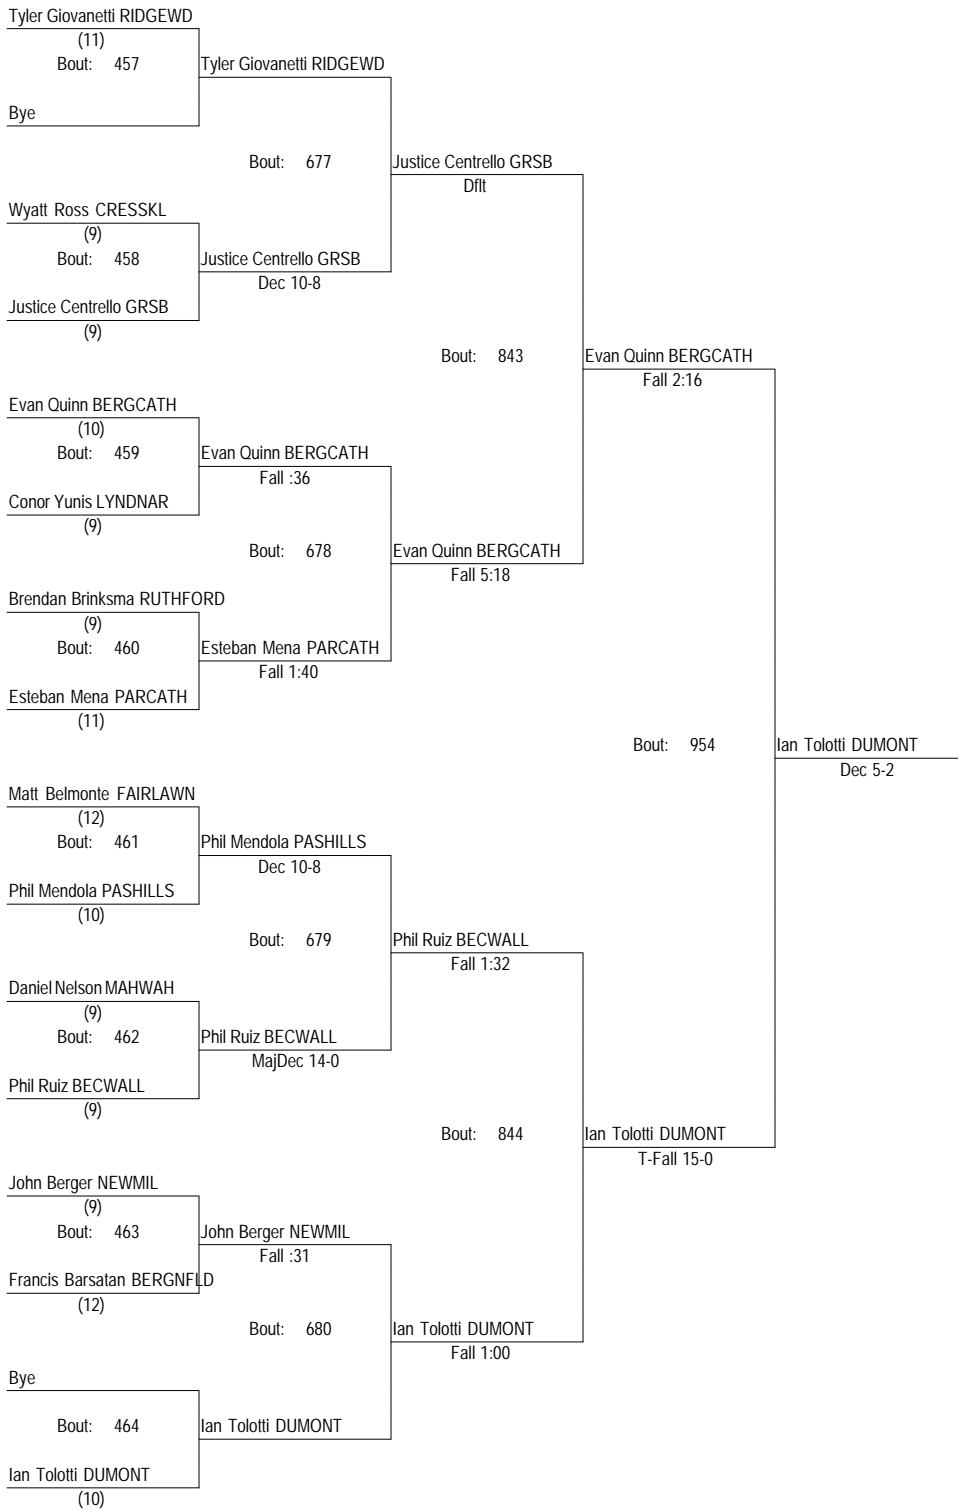 Tyler Giovanetti RIDGEWD
(11)
Bout: 457
Tyler Giovanetti RIDGEWD
Bye
Bout: 677
Justice Centrello GRSB
Dflt
Wyatt Ross CRESSKL
(9)
Bout: 458
Justice Centrello GRSB
Dec 10-8
Justice Centrello GRSB
(9)
Bout: 843
Evan Quinn BERGCATH
Fall 2:16
Evan Quinn BERGCATH
(10)
Bout: 459
Evan Quinn BERGCATH
Fall :36
Conor Yunis LYNDNAR
(9)
Bout: 678
Evan Quinn BERGCATH
Fall 5:18
Brendan Brinksma RUTHFORD
(9)
Bout: 460
Esteban Mena PARCATH
Fall 1:40
Esteban Mena PARCATH
(11)
Bout: 954
Ian Tolotti DUMONT
Dec 5-2
Matt Belmonte FAIRLAWN
(12)
Bout: 461
Phil Mendola PASHILLS
Dec 10-8
Phil Mendola PASHILLS
(10)
Bout: 679
Phil Ruiz BECWALL
Fall 1:32
Daniel Nelson MAHWAH
(9)
Bout: 462
Phil Ruiz BECWALL
MajDec 14-0
Phil Ruiz BECWALL
(9)
Bout: 844
Ian Tolotti DUMONT
T-Fall 15-0
John Berger NEWMIL
(9)
Bout: 463
John Berger NEWMIL
Fall :31
Francis Barsatan BERGNFLD
(12)
Bout: 680
Ian Tolotti DUMONT
Fall 1:00
Bye
Bout: 464
Ian Tolotti DUMONT
Ian Tolotti DUMONT
(10)